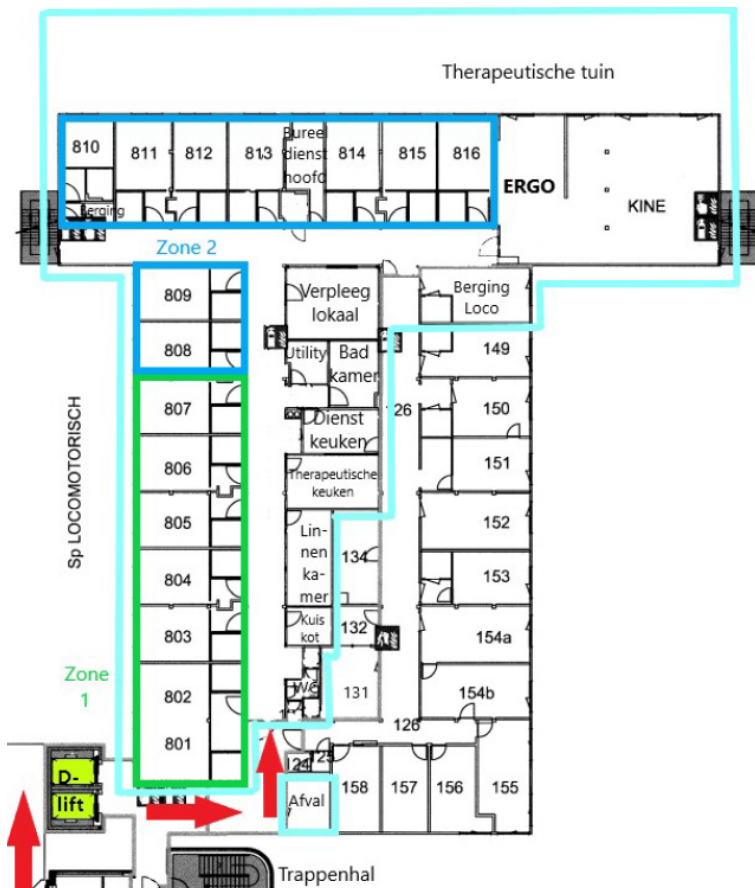 Therapeutische tuin
810
811
812
813
Buree
dienst
hoofd
814
815
816
ERGO
KINE
Berging
Zone 2
809
Verpleeg
lokaal
Berging
Loco
808
Utility
Bad
kamer
149
807
126
150
Dienst
keuken
806
Therapeutische
keuken
151
Sp LOCOMOTORISCH
805
Lin-
nen
ka-
mer
152
804
134
153
803
Kuis
kot
132
154a
Zone
1
802
WC
131
154b
801
126
D-
lift
124
125
Afval
158
157
156
155
Trappenhal